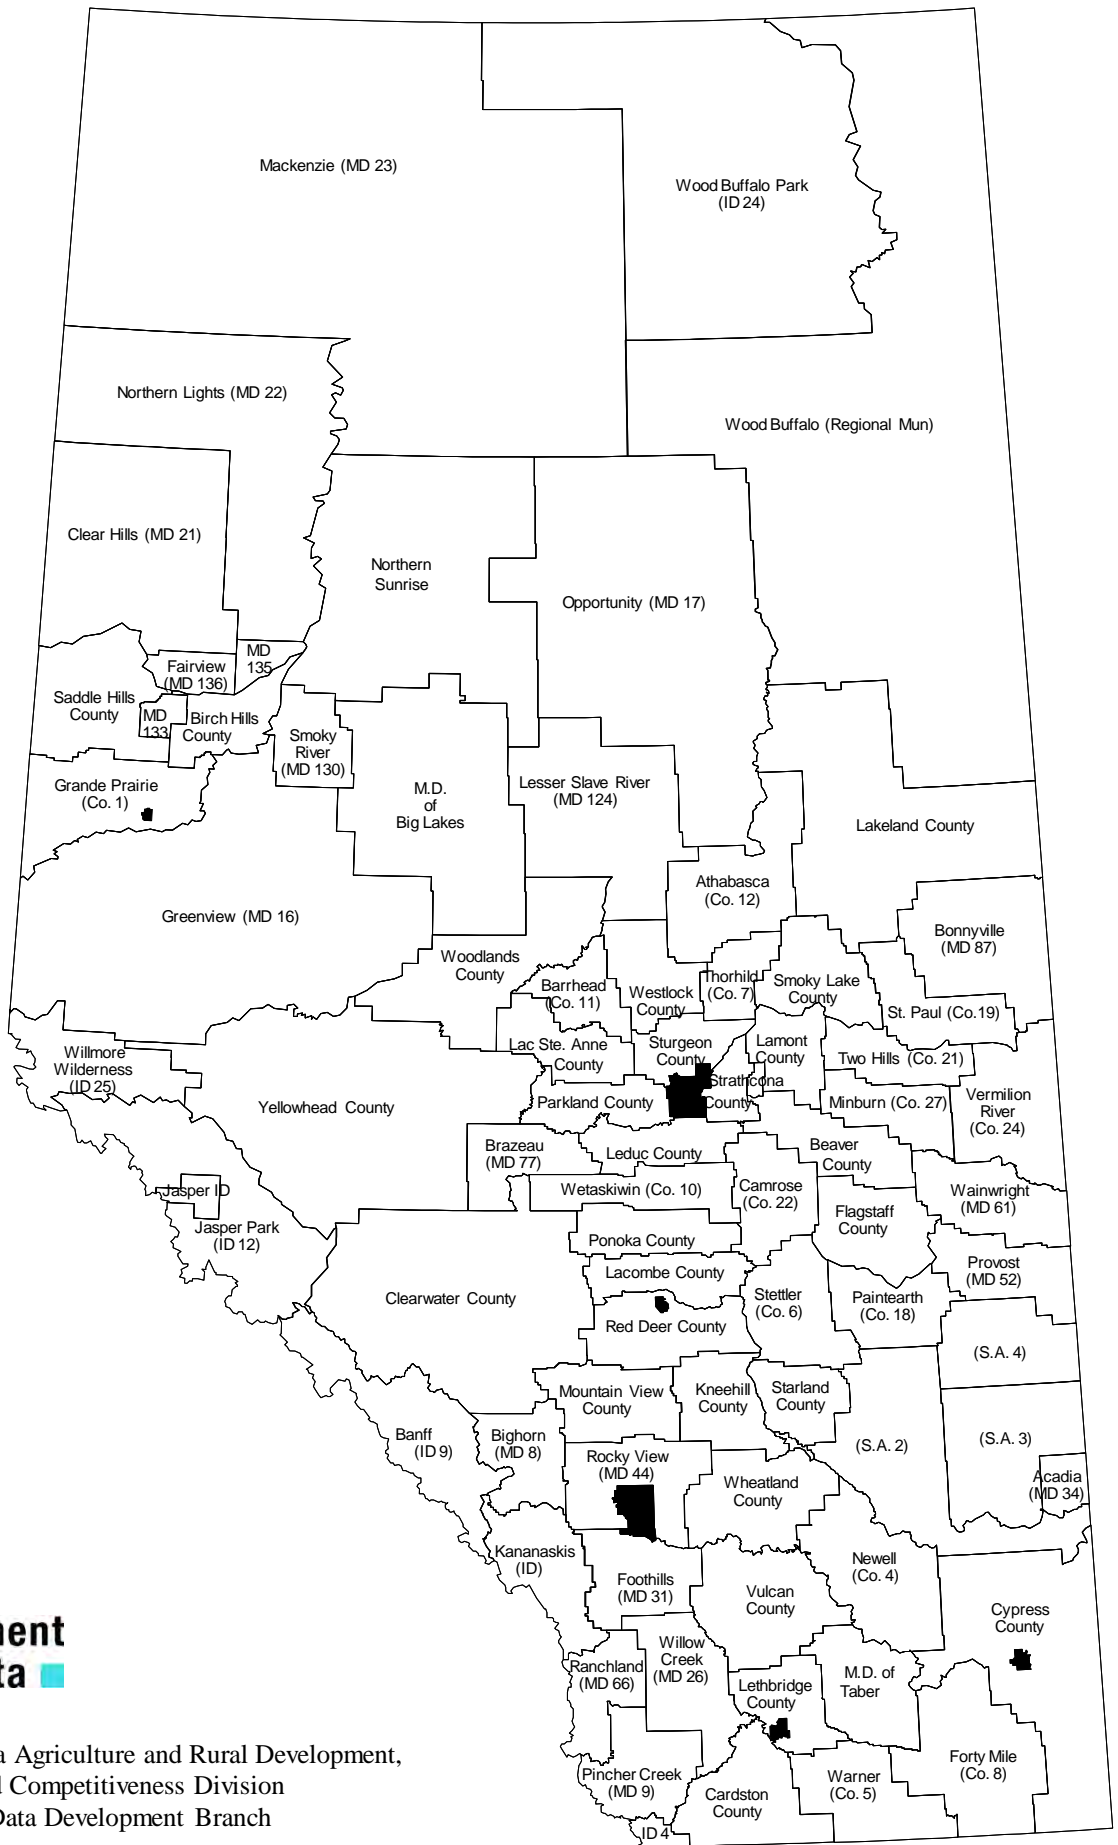 Mackenzie (MD 23)
Wood Buffalo Park
(ID 24)
Northern Lights (MD 22)
Wood Buffalo (Regional Mun)
Clear Hills (MD 21)
Northern
Sunrise
Opportunity (MD 17)
MD
135
Fairview
(MD 136)
Saddle Hills
County
MD
133
Birch Hills
County
Smoky
River
(MD 130)
Grande Prairie
(Co. 1)
M.D.
of
Big Lakes
Lesser Slave River
(MD 124)
Lakeland County
Athabasca
(Co. 12)
Greenview (MD 16)
Bonnyville
(MD 87)
Woodlands
County
Barrhead
(Co. 11)
Westlock
County
Thorhild
(Co. 7)
Smoky Lake
County
St. Paul (Co.19)
Willmore
Wilderness
(ID 25)
Lac Ste. Anne
County
Sturgeon
County
Lamont
County
Two Hills (Co. 21)
Yellowhead County
Parkland County
Strathcona
County
Minburn (Co. 27)
Vermilion
River
(Co. 24)
Brazeau
(MD 77)
Leduc County
Beaver
County
Jasper ID
Wetaskiwin (Co. 10)
Camrose
(Co. 22)
Wainwright
(MD 61)
Jasper Park
(ID 12)
Ponoka County
Flagstaff
County
Lacombe County
Provost
(MD 52)
Clearwater County
Stettler
(Co. 6)
Paintearth
(Co. 18)
Red Deer County
(S.A. 4)
Mountain View
County
Kneehill
County
Starland
County
Banff
(ID 9)
Bighorn
(MD 8)
(S.A. 2)
(S.A. 3)
Rocky View
(MD 44)
Wheatland
County
Acadia
(MD 34)
Kananaskis
(ID)
Foothills
(MD 31)
Vulcan
County
Newell
(Co. 4)
Cypress
County
Ranchland
(MD 66)
Willow
Creek
(MD 26)
Lethbridge
County
M.D. of
Taber
Pincher Creek
(MD 9)
Cardston
County
Warner
(Co. 5)
Forty Mile
(Co. 8)
ID 4
ent
ta
a Agriculture and Rural Development,
d Competitiveness Division
Data Development Branch